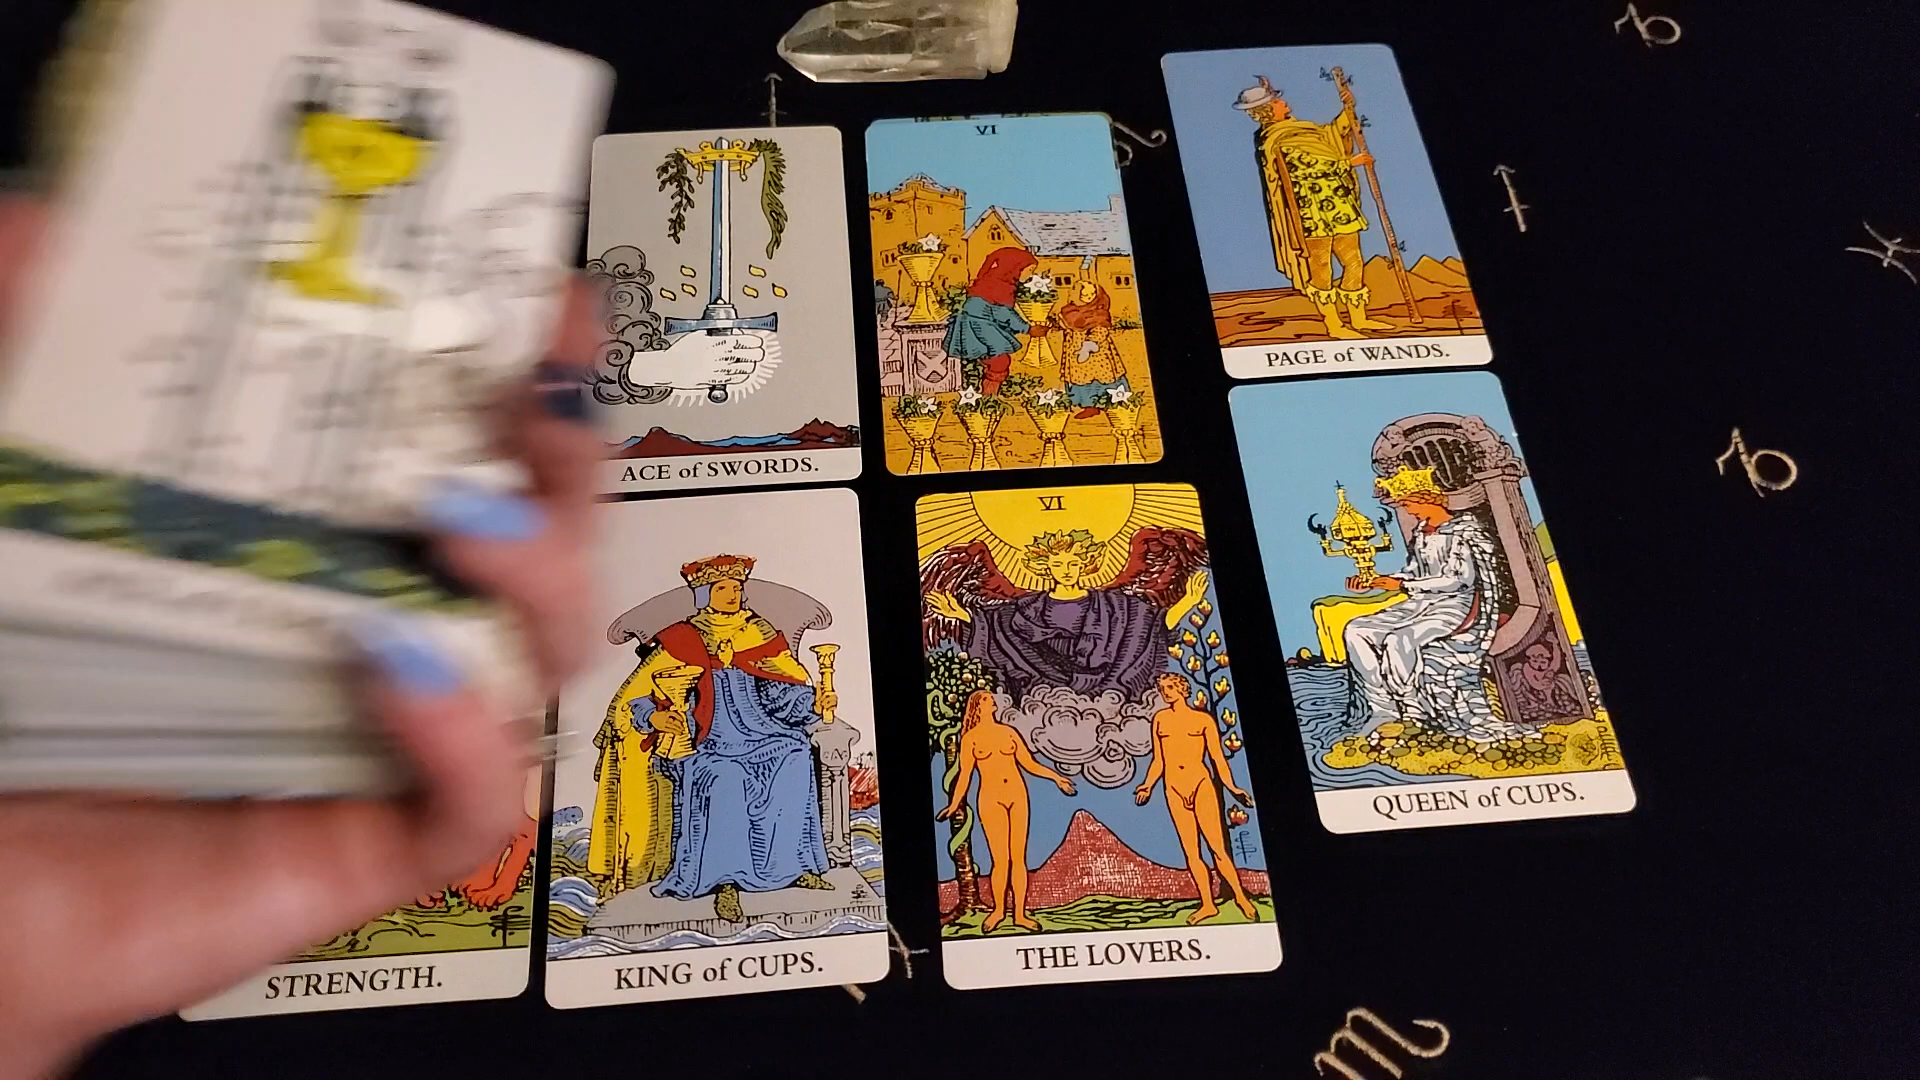 VI
PAGE of WANDS.
ACE of SWORDS.
VI
QUEEN of CUPS.
STRENGTH.
KING of CUPS.
THE LOVERS.